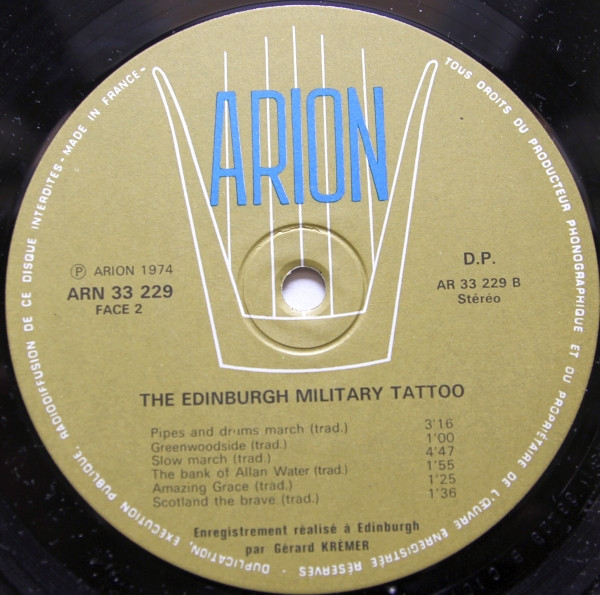 TOUS DROITS DU PRODUCTEUR PHONOGRAPHIQUE ET DU PROPRIÉTAIRE DE L'ŒUVRE ENREGISTRÉE RÉSERVÉS - DUPLICATION, EXÉCUTION PUBLIQUE, RADIODIFFUSION DE CE DISQUE INTERDITES - MADE IN FRANCE -
ARION
Ⓟ ARION 1974
ARN 33 229
FACE 2
D.P.
AR 33 229 B
Stéréo
THE EDINBURGH MILITARY TATTOO
Pipes and drums march (trad.) 3'16
Greenwoodside (trad.) 1'00
Slow march (trad.) 4'47
The bank of Allan Water (trad.) 1'55
Amazing Grace (trad.) 1'25
Scotland the brave (trad.) 1'36
Enregistrement réalisé à Edinburgh
par Gérard KRÉMER